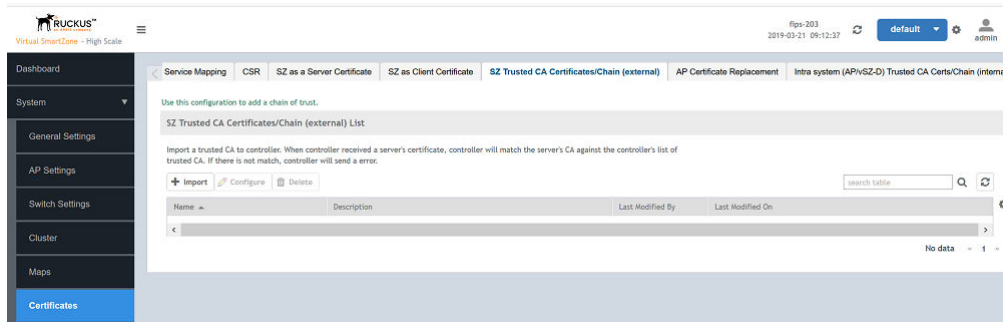 RUCKUS™
an ARRIS company
Virtual SmartZone - High Scale
fips-203
2019-03-21 09:12:37
default
admin
Dashboard
System
General Settings
AP Settings
Switch Settings
Cluster
Maps
Certificates
Service Mapping
CSR
SZ as a Server Certificate
SZ as Client Certificate
SZ Trusted CA Certificates/Chain (external)
AP Certificate Replacement
Intra system (AP/vSZ-D) Trusted CA Certs/Chain (interna
Use this configuration to add a chain of trust.
SZ Trusted CA Certificates/Chain (external) List
Import a trusted CA to controller. When controller received a server's certificate, controller will match the server's CA against the controller's list of
trusted CA. If there is not match, controller will send a error.
Import
Configure
Delete
search table
Name
Description
Last Modified By
Last Modified On
No data
1